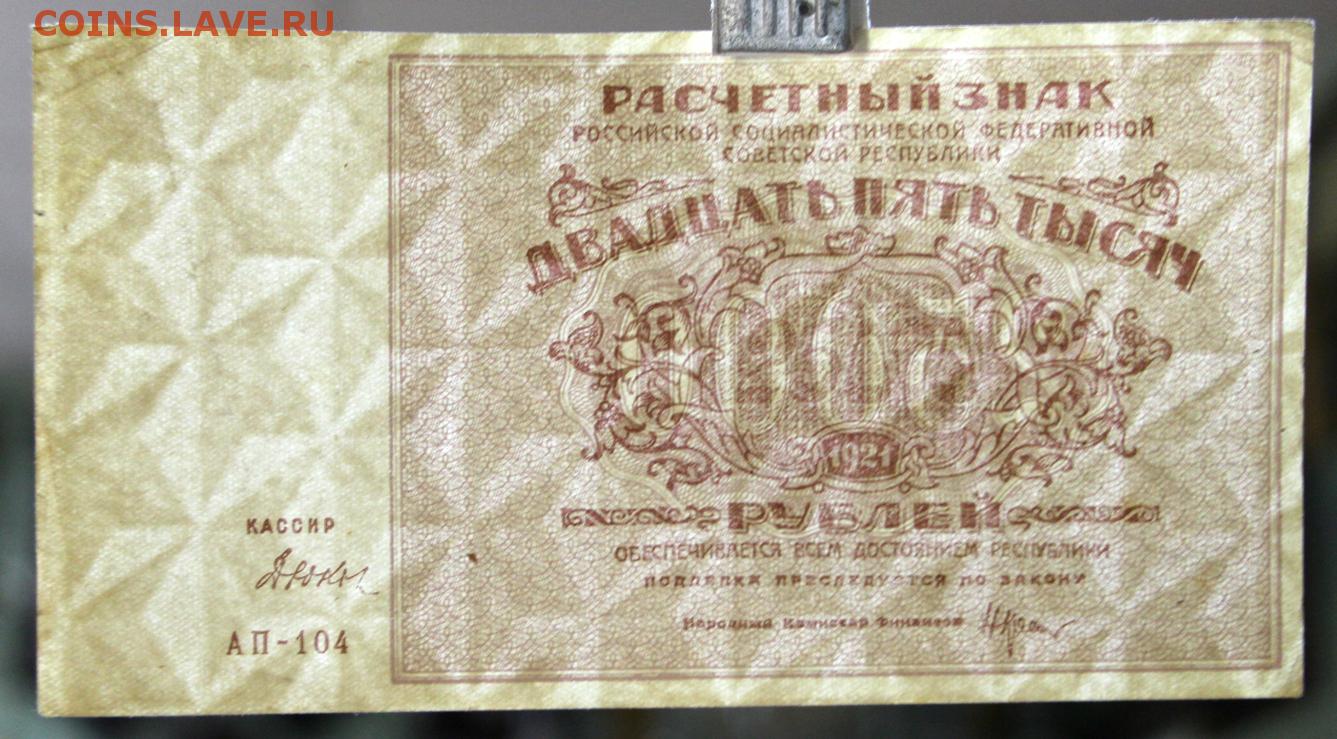 COINS.LAVE.RU
РАСЧЕТНЫЙ ЗНАК
РОССИЙСКОЙ СОЦИАЛИСТИЧЕСКОЙ ФЕДЕРАТИВНОЙ
СОВЕТСКОЙ РЕСПУБЛИКИ
ДВАДЦАТЬ ПЯТЬ ТЫСЯЧ
1921
РУБЛЕЙ
ОБЕСПЕЧИВАЕТСЯ ВСЕМ ДОСТОЯНИЕМ РЕСПУБЛИКИ
ПОДДЕЛКА ПРЕСЛЕДУЕТСЯ ПО ЗАКОНУ
Народный Комиссар Финансов
КАССИР
АП-104